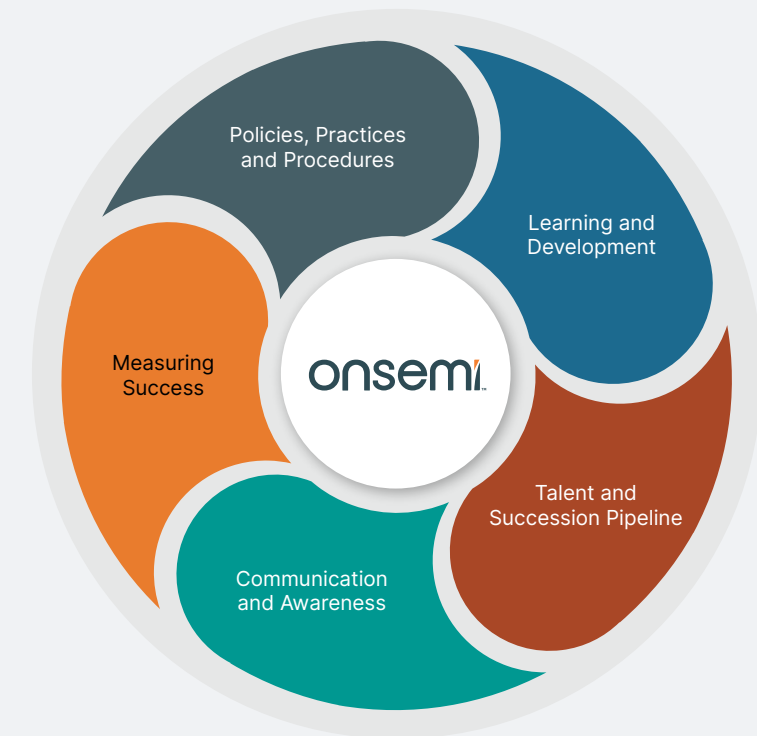 Policies, Practices
and Procedures
Learning and
Development
Measuring
Success
onsemi
Talent and
Succession Pipeline
Communication
and Awareness